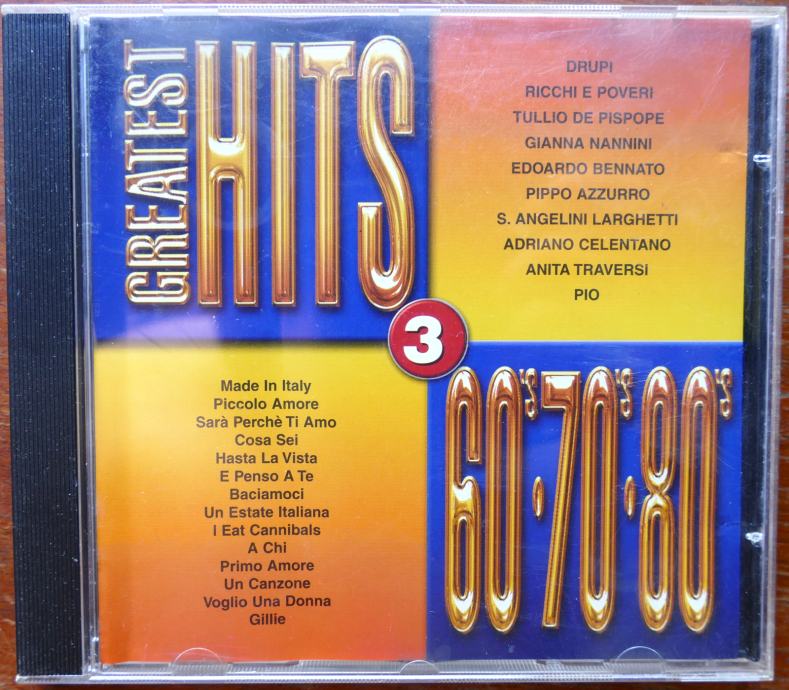 GREATEST
HITS
DRUPI
RICCHI E POVERI
TULLIO DE PISPOPE
GIANNA NANNINI
EDOARDO BENNATO
PIPPO AZZURRO
S. ANGELINI LARGHETTI
ADRIANO CELENTANO
ANITA TRAVERSI
PIO
3
Made In Italy
Piccolo Amore
Sarà Perchè Ti Amo
Cosa Sei
Hasta La Vista
E Penso A Te
Baciamoci
Un Estate Italiana
I Eat Cannibals
A Chi
Primo Amore
Un Canzone
Voglio Una Donna
Gillie
60's·70's·80's